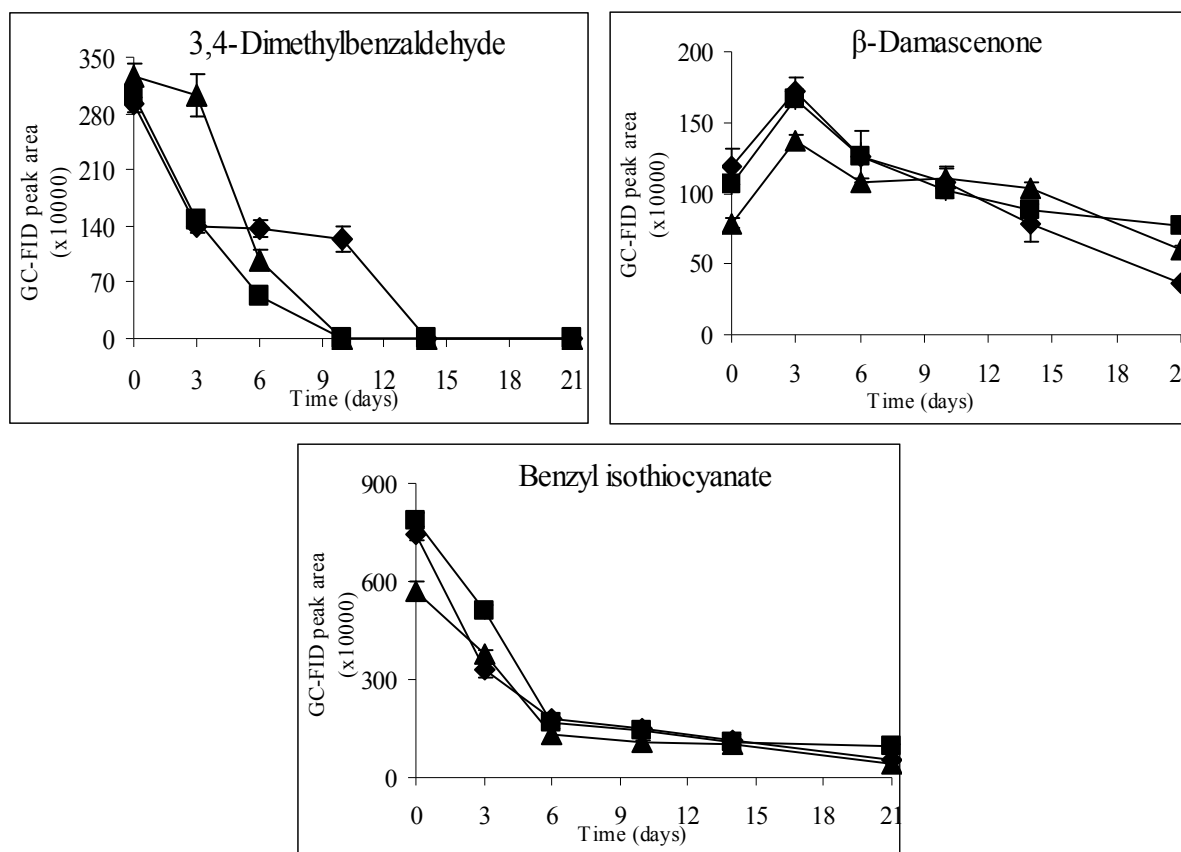 3,4-Dimethylbenzaldehyde
GC-FID peak area
(x10000)
350
280
210
140
70
0
0 3 6 9 12 15 18 21
Time (days)
β-Damascenone
GC-FID peak area
(x10000)
200
150
100
50
0
0 3 6 9 12 15 18 2
Time (days)
Benzyl isothiocyanate
GC-FID peak area
(x10000)
900
600
300
0
0 3 6 9 12 15 18 21
Time (days)